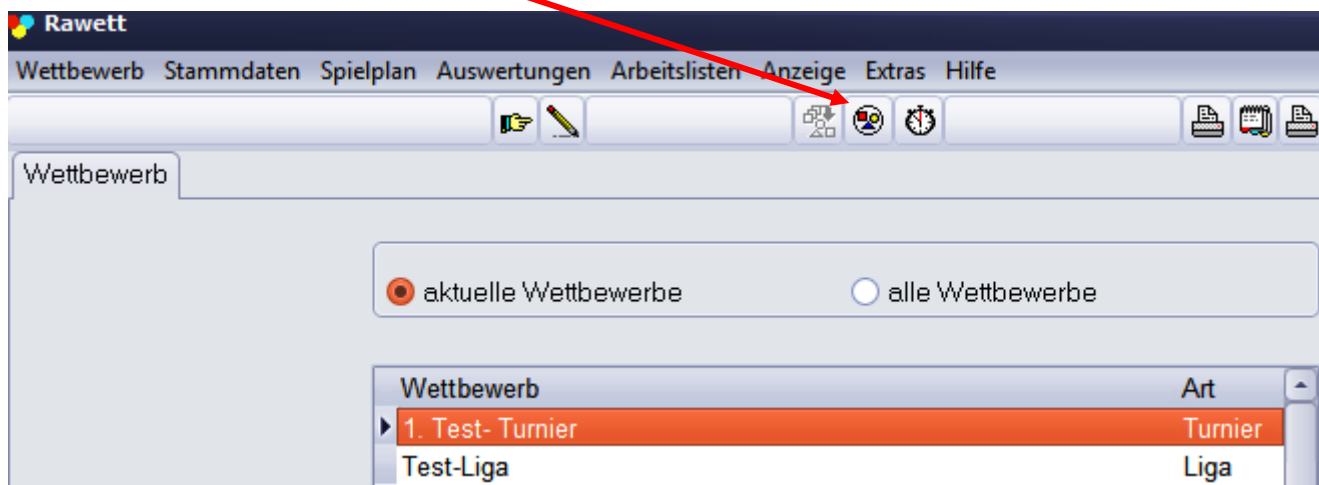 Rawett
Wettbewerb Stammdaten Spielplan Auswertungen Arbeitslisten Anzeige Extras Hilfe
Wettbewerb
aktuelle Wettbewerbe alle Wettbewerbe
Wettbewerb Art
1. Test- Turnier Turnier
Test-Liga Liga